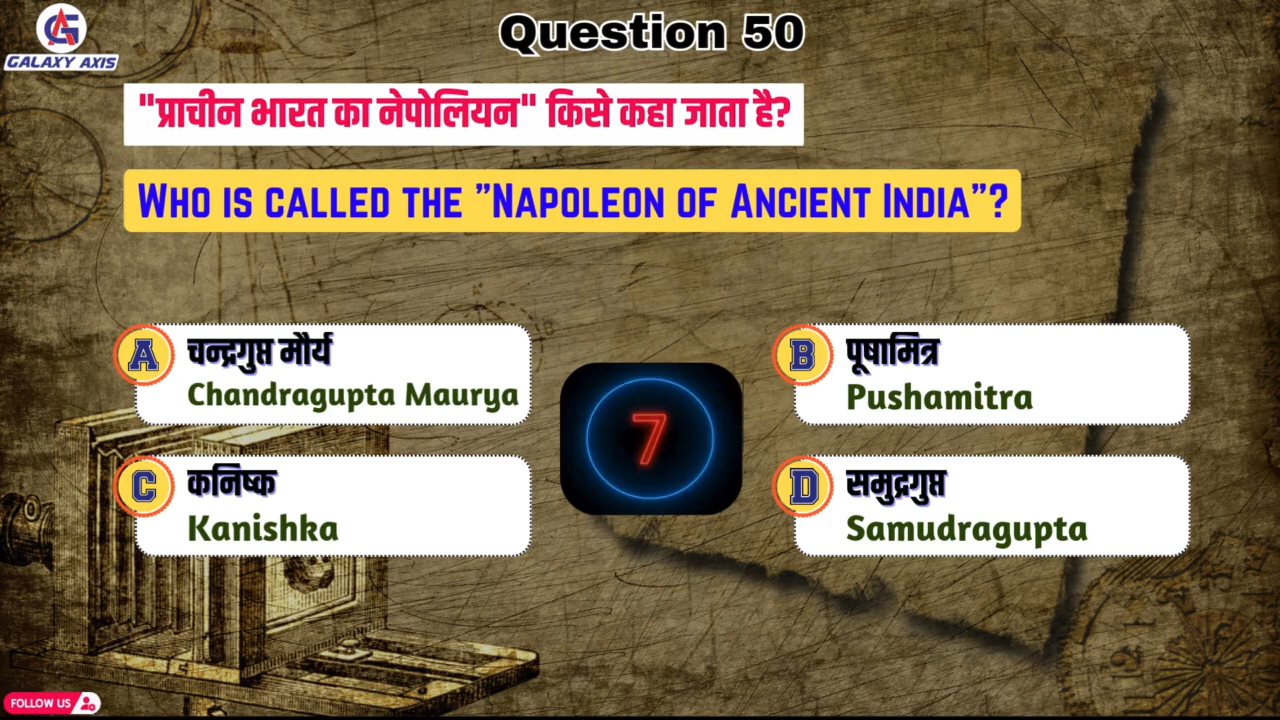 GALAXY AXIS
Question 50
"प्राचीन भारत का नेपोलियन" किसे कहा जाता है?
WHO IS CALLED THE "NAPOLEON OF ANCIENT INDIA"?
A चन्द्रगुप्त मौर्य
Chandragupta Maurya
B पूषामित्र
Pushamitra
7
C कनिष्क
Kanishka
D समुद्रगुप्त
Samudragupta
FOLLOW US